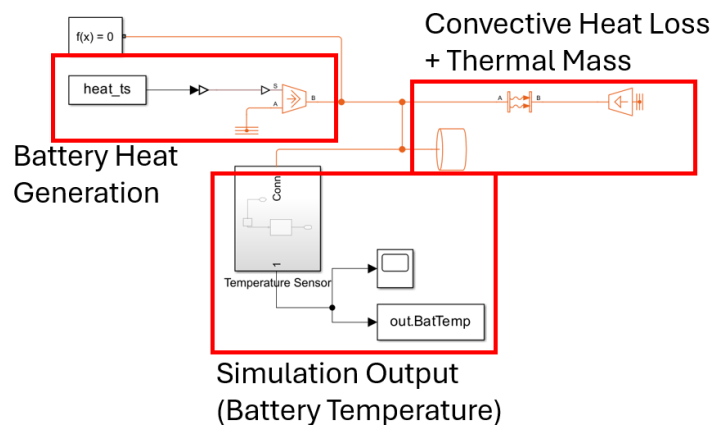 Convective Heat Loss
+ Thermal Mass
f(x) = 0
heat_ts
S
A
B
A
B
Battery Heat
Generation
Conn
1
Temperature Sensor
out.BatTemp
Simulation Output
(Battery Temperature)